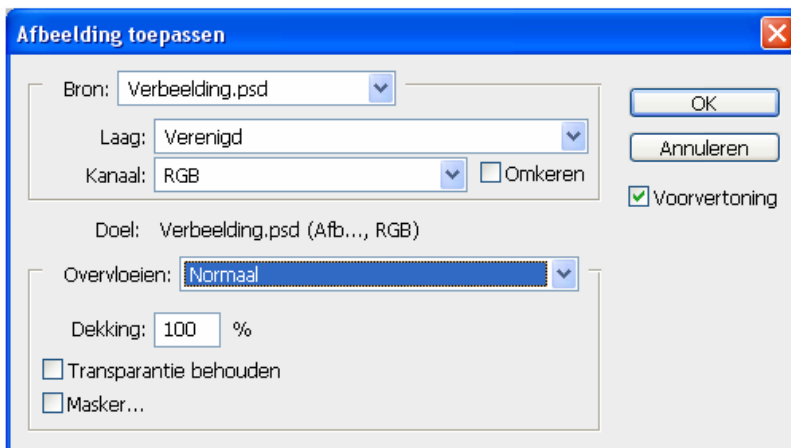 Afbeelding toepassen
Bron: Verbeelding.psd
OK
Laag: Verenigd
Annuleren
Kanaal: RGB Omkeren
Voorvertoning
Doel: Verbeelding.psd (Afb..., RGB)
Overvloeien: Normaal
Dekking: 100 %
Transparantie behouden
Masker...